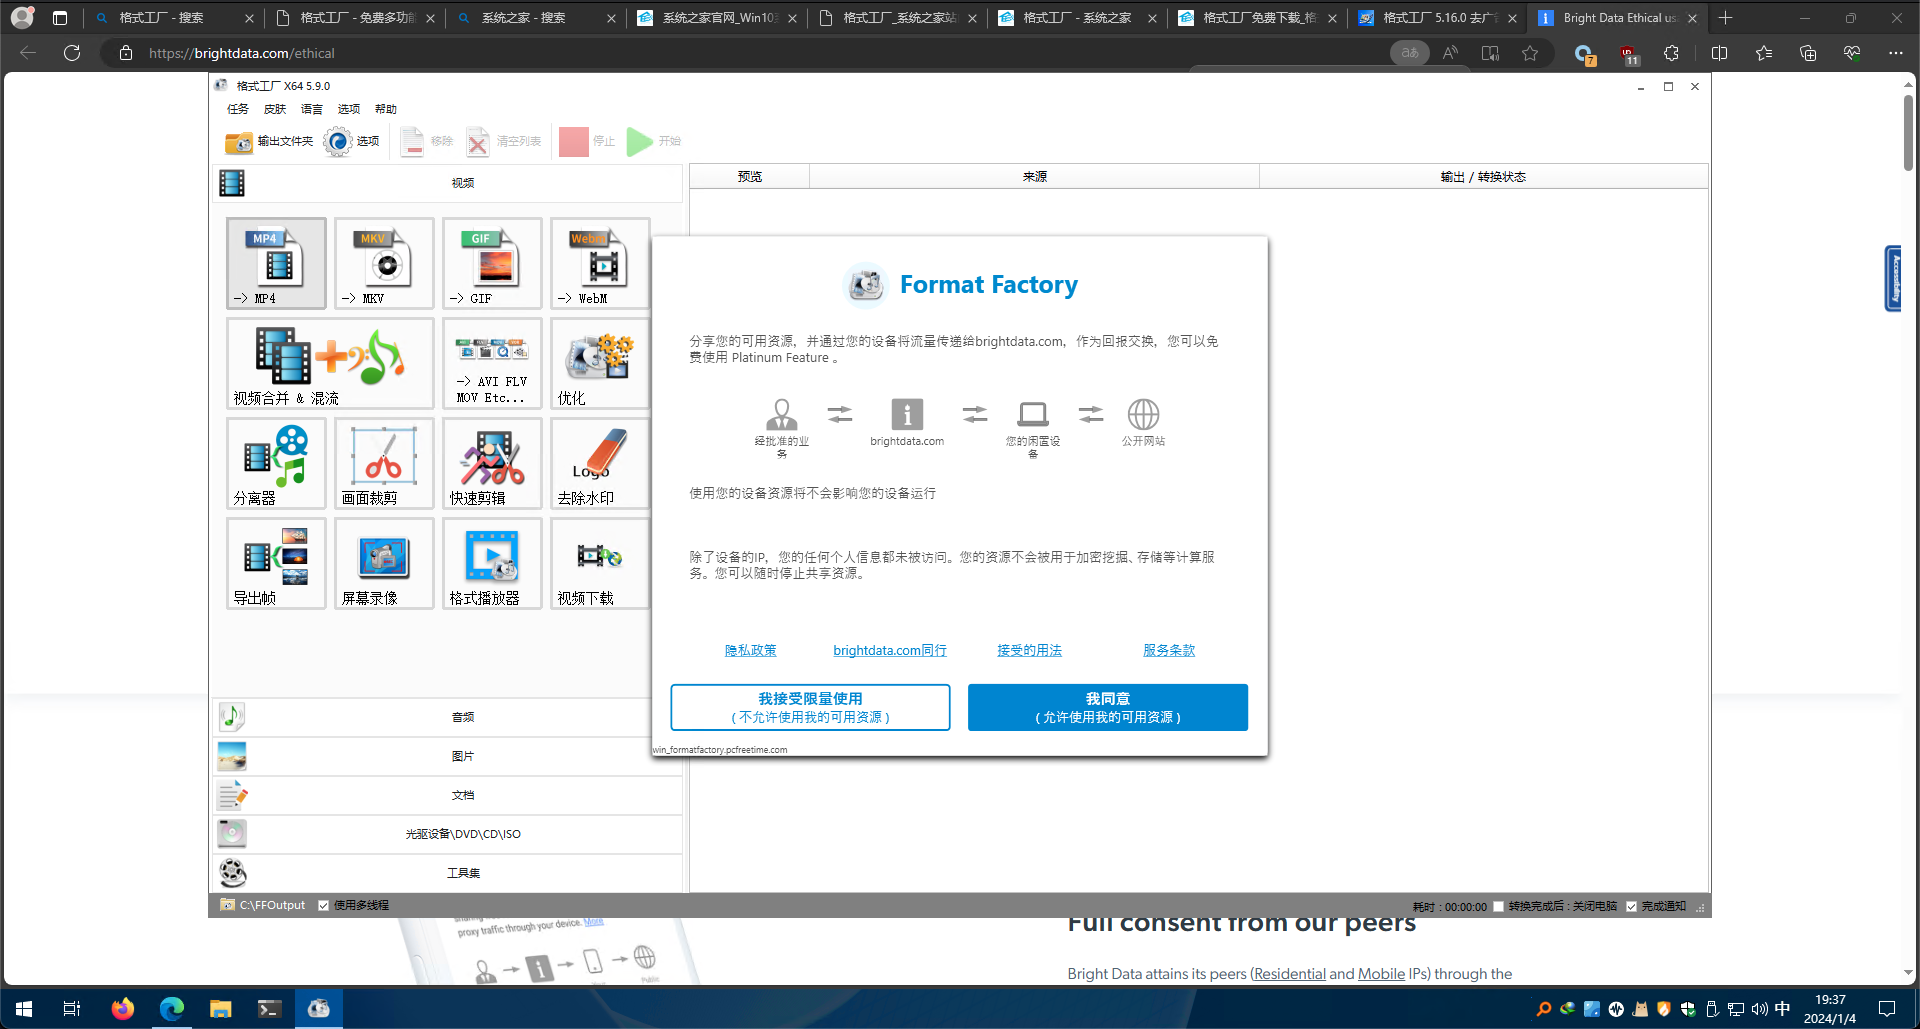 格式工厂 - 搜索
格式工厂 - 免费多功能
系统之家 - 搜索
系统之家官网_Win10
格式工厂_系统之家站
格式工厂 - 系统之家
格式工厂免费下载_格
格式工厂 5.16.0 去广
Bright Data Ethical us
https://brightdata.com/ethical
7
11
格式工厂 X64 5.9.0
任务 皮肤 语言 选项 帮助
输出文件夹 选项 移除 清空列表 停止 开始
视频
预览 来源 输出 / 转换状态
MP4 MKV GIF WebM
-> MP4 -> MKV -> GIF -> WebM
视频合并 & 混流
-> AVI FLV
MOV Etc...
优化
Logo
分离器 画面裁剪 快速剪辑 去除水印
导出帧 屏幕录像 格式播放器 视频下载
音频
图片
文档
光驱设备\DVD\CD\ISO
工具集
Format Factory
分享您的可用资源，并通过您的设备将流量传递给brightdata.com，作为回报交换，您可以免
费使用 Platinum Feature 。
经批准的业
务
brightdata.com
您的闲置设
备
公开网站
使用您的设备资源将不会影响您的设备运行
除了设备的IP，您的任何个人信息都未被访问。您的资源不会被用于加密挖掘、存储等计算服
务。您可以随时停止共享资源。
隐私政策 brightdata.com同行 接受的用法 服务条款
我接受限量使用
( 不允许使用我的可用资源 )
我同意
( 允许使用我的可用资源 )
win_formatfactory.pcfreetime.com
Accessibility
C:\FFOutput 使用多线程
耗时 : 00:00:00 转换完成后 : 关闭电脑 完成通知
proxy traffic through your device. More
Full consent from our peers
Bright Data attains its peers (Residential and Mobile IPs) through the
中
19:37
2024/1/4